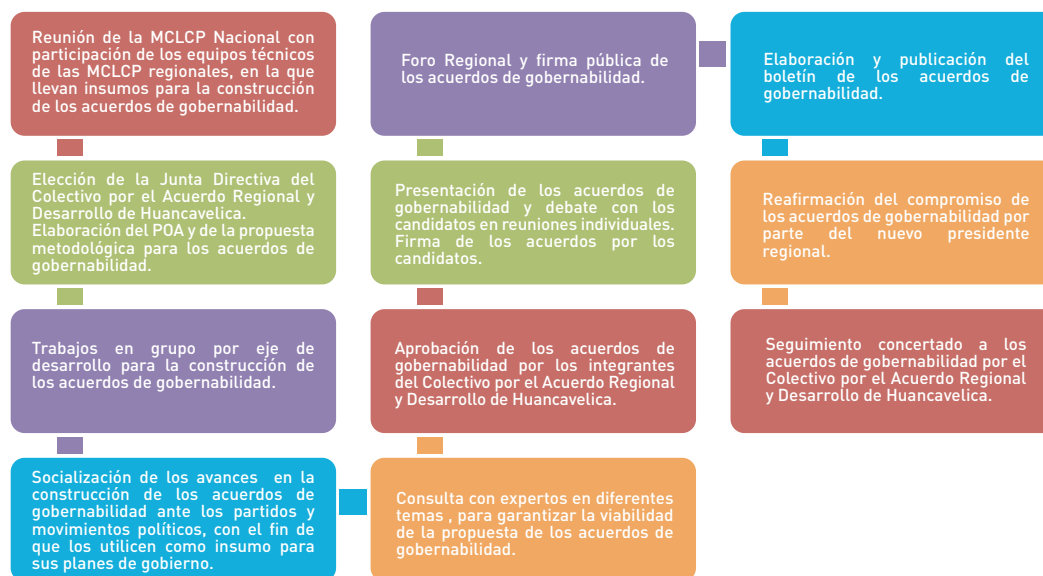 Reunión de la MCLCP Nacional con
participación de los equipos técnicos
de las MCLCP regionales, en la que
llevan insumos para la construcción
de los acuerdos de gobernabilidad.
Elección de la Junta Directiva del
Colectivo por el Acuerdo Regional y
Desarrollo de Huancavelica.
Elaboración del POA y de la propuesta
metodológica para los acuerdos de
gobernabilidad.
Trabajos en grupo por eje de
desarrollo para la construcción de
los acuerdos de gobernabilidad.
Socialización de los avances en la
construcción de los acuerdos de
gobernabilidad ante los partidos y
movimientos políticos, con el fin de
que los utilicen como insumo para
sus planes de gobierno.
Consulta con expertos en diferentes
temas , para garantizar la viabilidad
de la propuesta de los acuerdos de
gobernabilidad.
Aprobación de los acuerdos de
gobernabilidad por los integrantes
del Colectivo por el Acuerdo Regional
y Desarrollo de Huancavelica.
Presentación de los acuerdos de
gobernabilidad y debate con los
candidatos en reuniones individuales.
Firma de los acuerdos por los
candidatos.
Foro Regional y firma pública de
los acuerdos de gobernabilidad.
Elaboración y publicación del
boletín de los acuerdos de
gobernabilidad.
Reafirmación del compromiso de
los acuerdos de gobernabilidad por
parte del nuevo presidente
regional.
Seguimiento concertado a los
acuerdos de gobernabilidad por el
Colectivo por el Acuerdo Regional
y Desarrollo de Huancavelica.